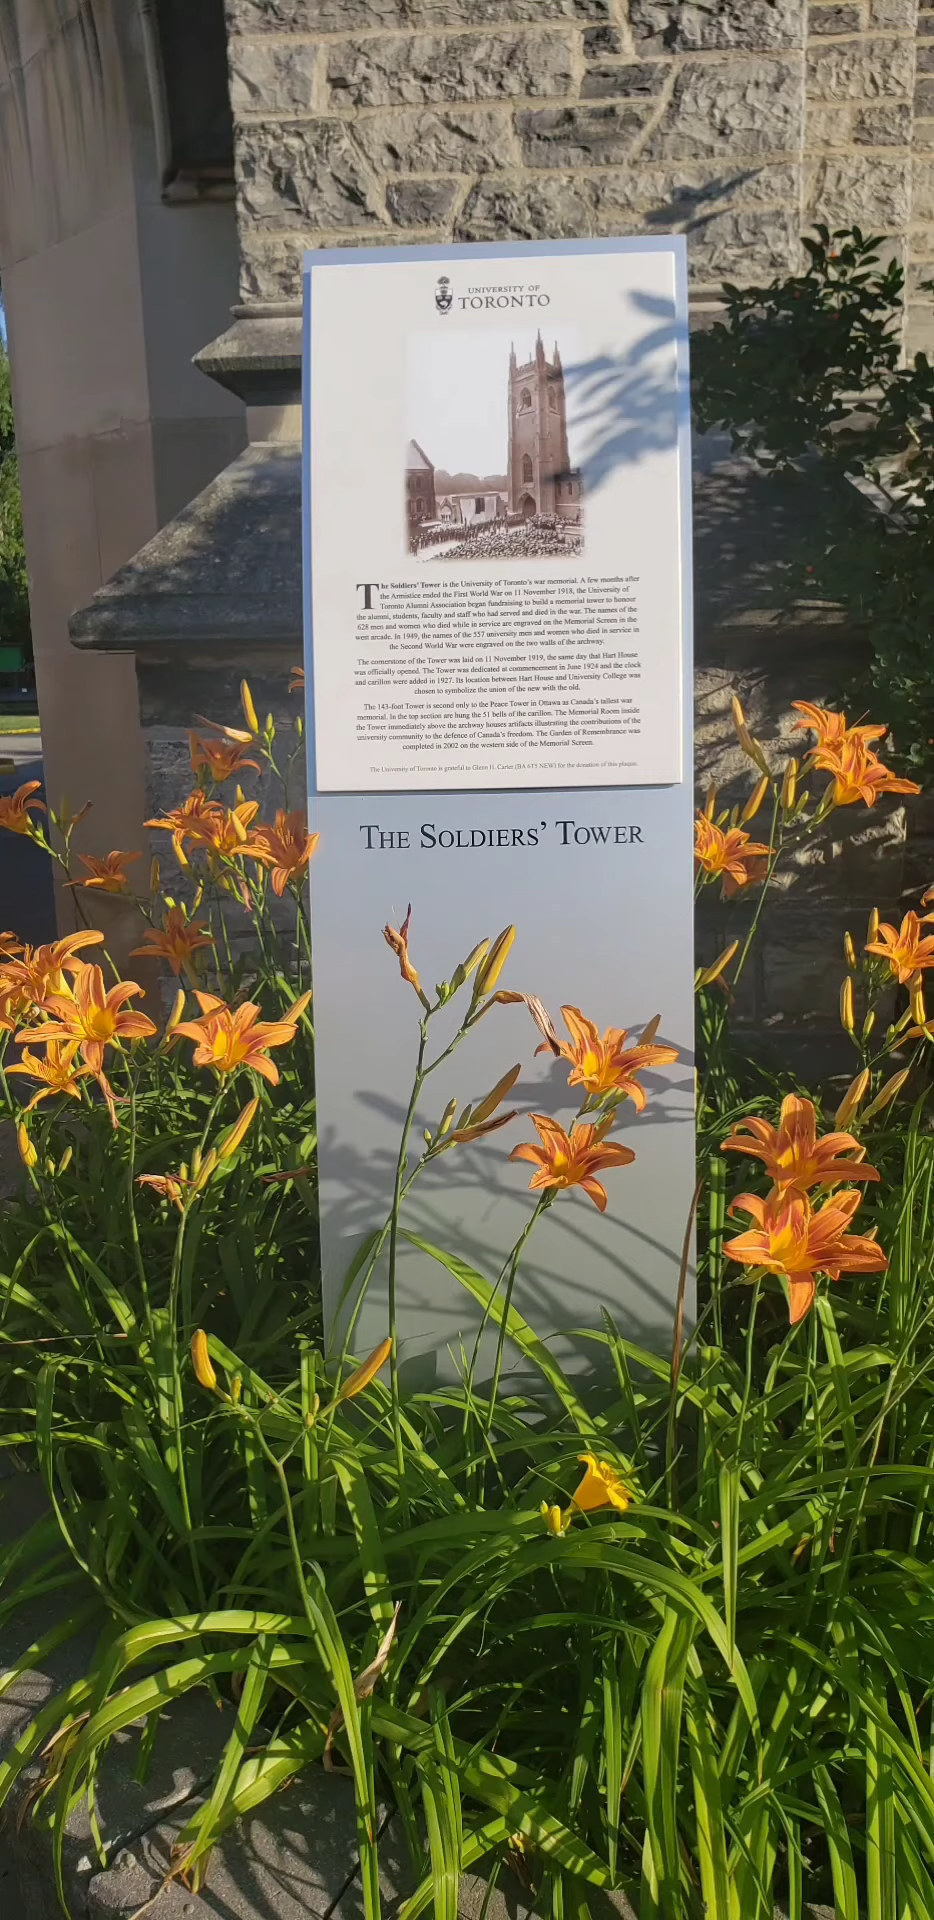 UNIVERSITY OF
TORONTO
The Soldiers' Tower is the University of Toronto's war memorial. A few months after
the Armistice ended the First World War on 11 November 1918, the University of
Toronto Alumni Association began fundraising to build a memorial tower to honour
the alumni, students, faculty and staff who had served and died in the war. The names of the
628 men and women who died while in service are engraved on the Memorial Screen in the
west arcade. In 1949, the names of the 557 university men and women who died in service in
the Second World War were engraved on the two walls of the archway.
The cornerstone of the Tower was laid on 11 November 1919, the same day that Hart House
was officially opened. The Tower was dedicated at commencement in June 1924 and the clock
and carillon were added in 1927. Its location between Hart House and University College was
chosen to symbolize the union of the new with the old.
The 143-foot Tower is second only to the Peace Tower in Ottawa as Canada's tallest war
memorial. In the top section are hung the 51 bells of the carillon. The Memorial Room inside
the Tower immediately above the archway houses artifacts illustrating the contributions of the
university community to the defence of Canada's freedom. The Garden of Remembrance was
completed in 2002 on the western side of the Memorial Screen.
The University of Toronto is grateful to Glenn H. Carter (BA 6T5 NEW) for the donation of this plaque.
THE SOLDIERS' TOWER